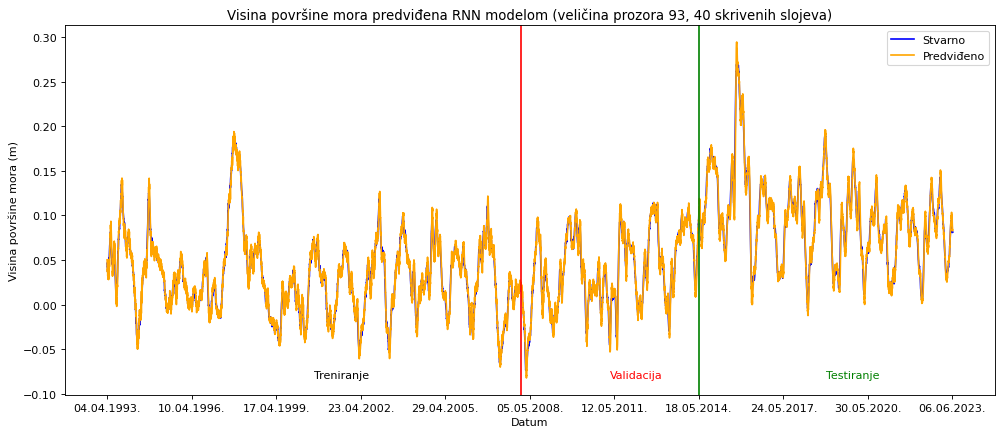 Visina površine mora predviđena RNN modelom (veličina prozora 93, 40 skrivenih slojeva)
Stvarno
Predviđeno
Visina površine mora (m)
0.30
0.25
0.20
0.15
0.10
0.05
0.00
−0.05
−0.10
Treniranje
Validacija
Testiranje
04.04.1993.
10.04.1996.
17.04.1999.
23.04.2002.
29.04.2005.
05.05.2008.
12.05.2011.
18.05.2014.
24.05.2017.
30.05.2020.
06.06.2023.
Datum